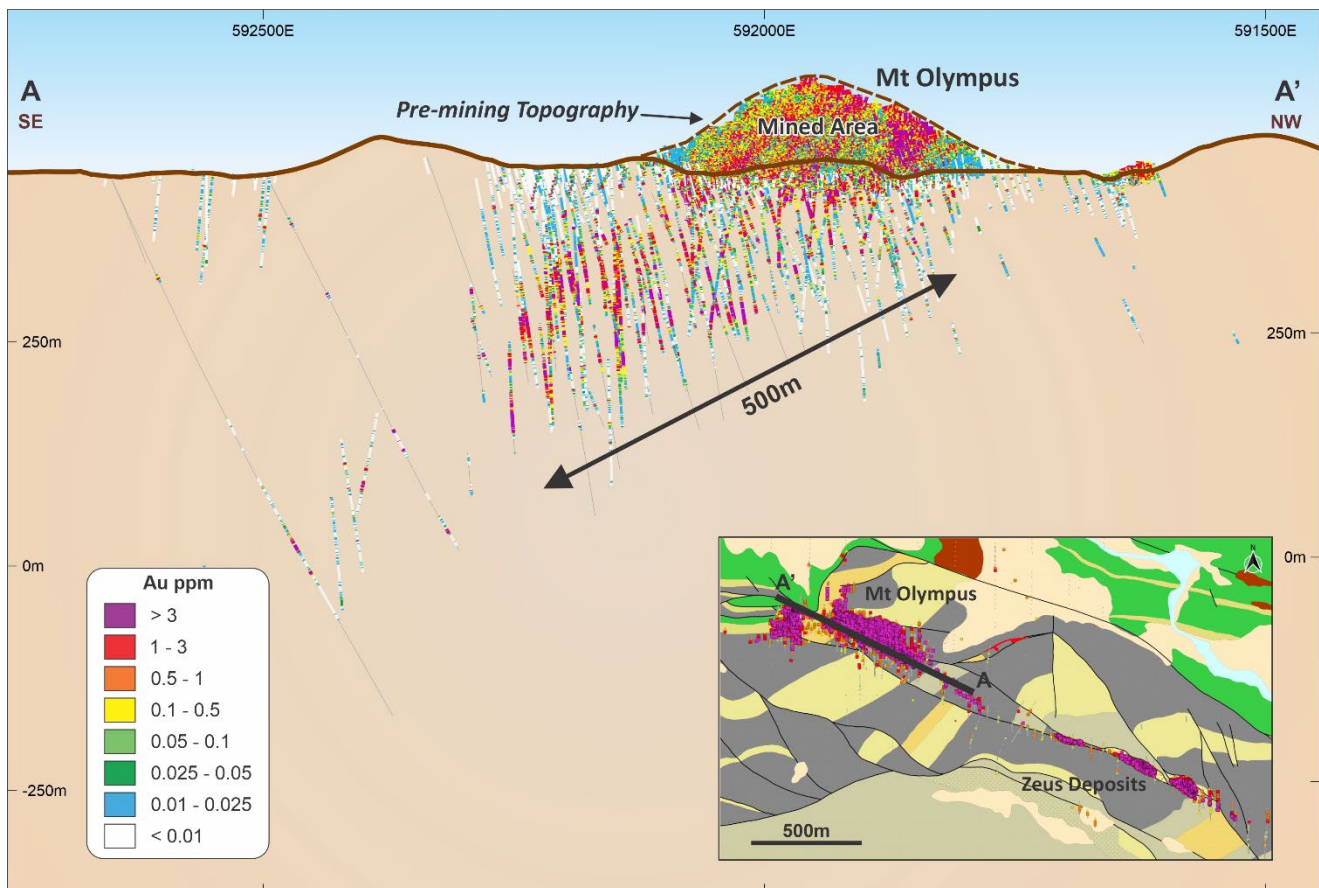 592500E
592000E
591500E
A
SE
Mt Olympus
A'
NW
Pre-mining Topography
Mined Area
250m
250m
500m
0m
0m
-250m
Au ppm
> 3
1 - 3
0.5 - 1
0.1 - 0.5
0.05 - 0.1
0.025 - 0.05
0.01 - 0.025
< 0.01
N
A'
Mt Olympus
A
Zeus Deposits
500m